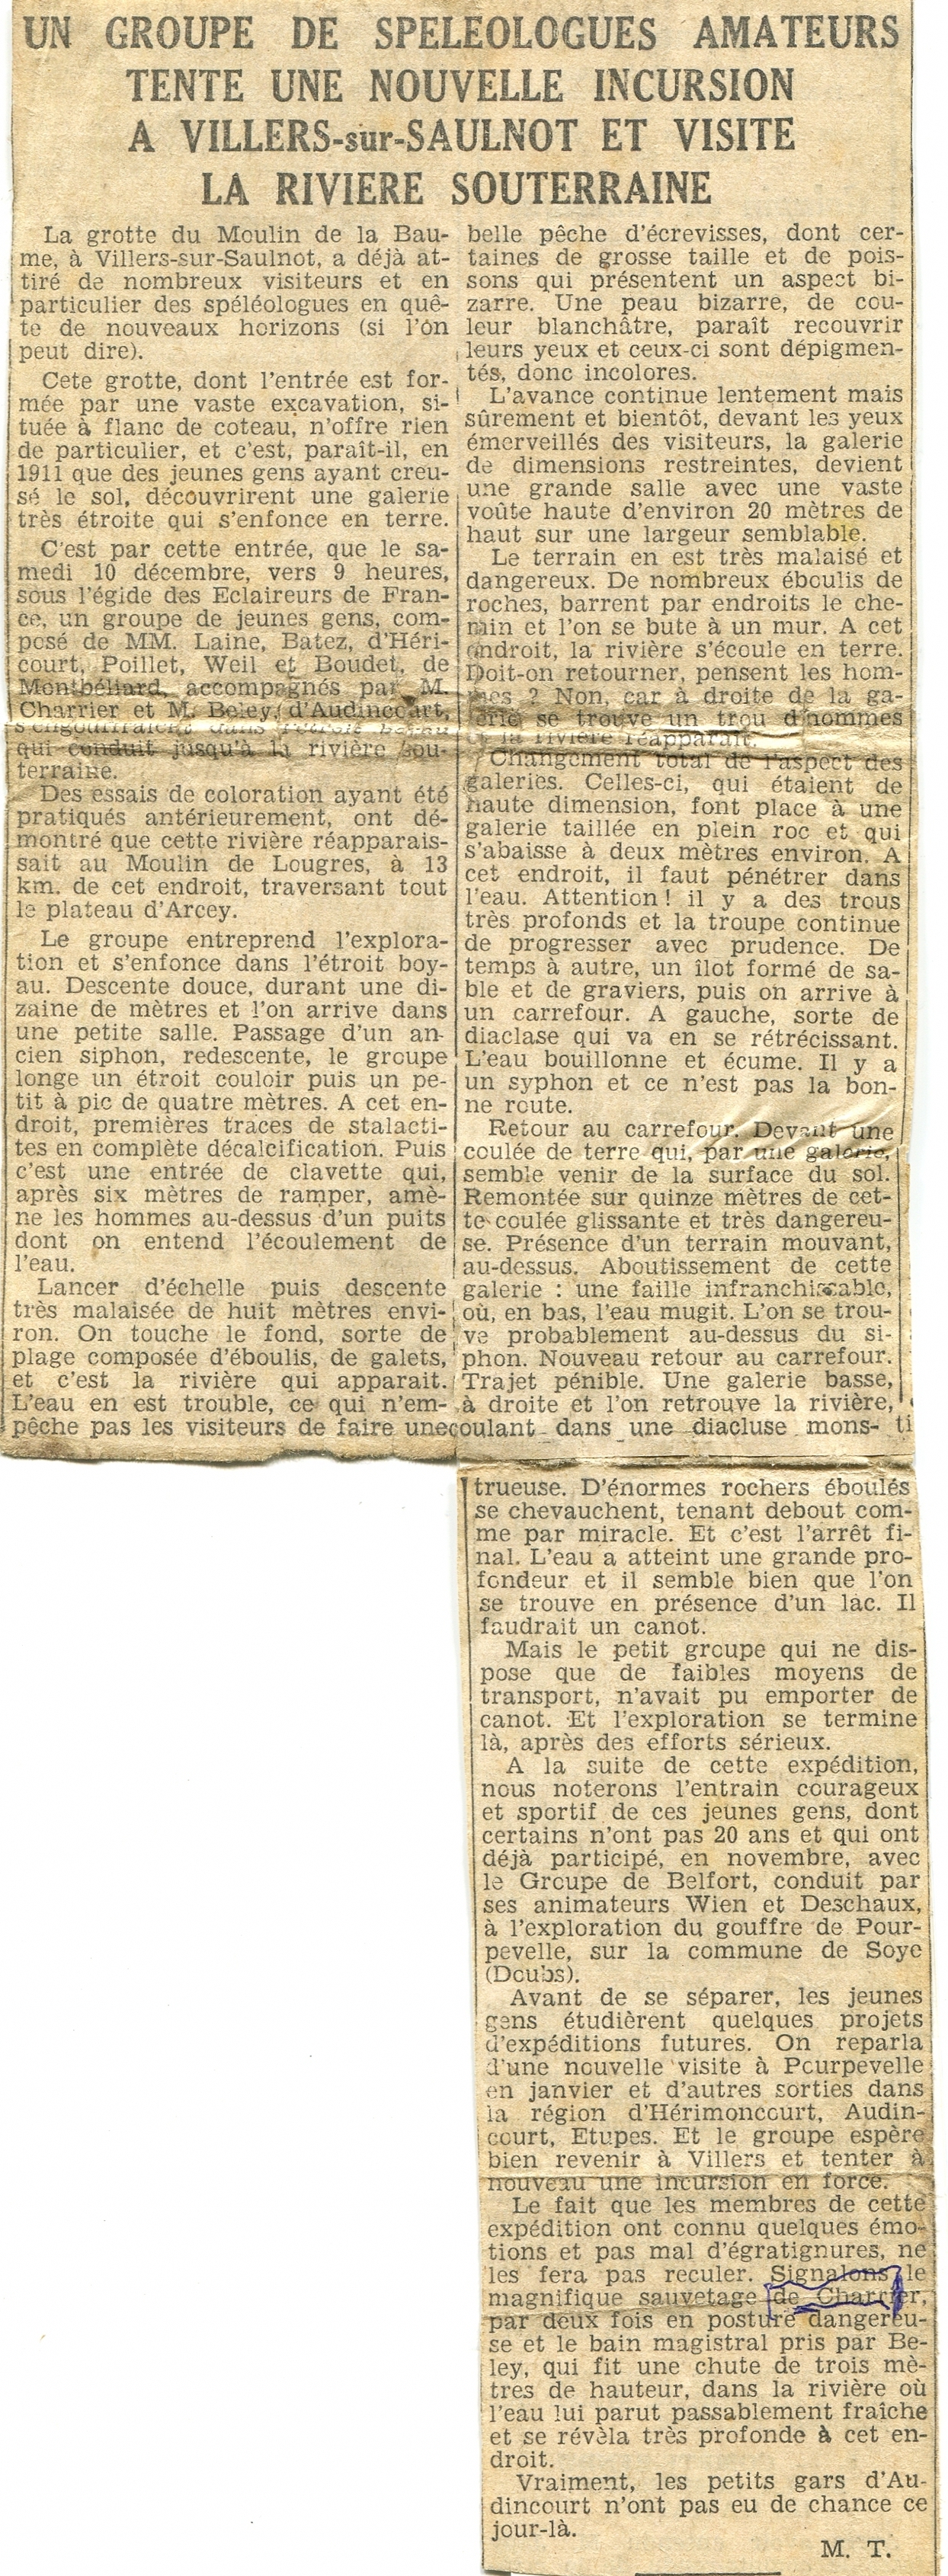 UN GROUPE DE SPELEOLOGUES AMATEURS
TENTE UNE NOUVELLE INCURSION
A VILLERS-sur-SAULNOT ET VISITE
LA RIVIERE SOUTERRAINE
La grotte du Moulin de la Bau-
me, à Villers-sur-Saulnot, a déjà at-
tiré de nombreux visiteurs et en
particulier des spéléologues en quê-
te de nouveaux horizons (si l'on
peut dire).
Cete grotte, dont l'entrée est for-
mée par une vaste excavation, si-
tuée à flanc de coteau, n'offre rien
de particulier, et c'est, paraît-il, en
1911 que des jeunes gens ayant creu-
sé le sol, découvrirent une galerie
très étroite qui s'enfonce en terre.
C'est par cette entrée, que le sa-
medi 10 décembre, vers 9 heures,
sous l'égide des Eclaireurs de Fran-
ce, un groupe de jeunes gens, com-
posé de MM. Laine, Batez, d'Héri-
court, Poillet, Weil et Boudet, de
Montbéliard, accompagnés par M.
Charrier et M. Beley, d'Audincourt,
s'engouffraient dans l'étroit boyau
qui conduit jusqu'à la rivière sou-
terraine.
Des essais de coloration ayant été
pratiqués antérieurement, ont dé-
montré que cette rivière réapparais-
sait au Moulin de Lougres, à 13
km. de cet endroit, traversant tout
le plateau d'Arcey.
Le groupe entreprend l'explora-
tion et s'enfonce dans l'étroit boy-
au. Descente douce, durant une di-
zaine de mètres et l'on arrive dans
une petite salle. Passage d'un an-
cien siphon, redescente, le groupe
longe un étroit couloir puis un pe-
tit à pic de quatre mètres. A cet en-
droit, premières traces de stalacti-
tes en complète décalcification. Puis
c'est une entrée de clavette qui,
après six mètres de ramper, amè-
ne les hommes au-dessus d'un puits
dont on entend l'écoulement de
l'eau.
Lancer d'échelle puis descente
très malaisée de huit mètres envi-
ron. On touche le fond, sorte de
plage composée d'éboulis, de galets,
et c'est la rivière qui apparait.
L'eau en est trouble, ce qui n'em-
pêche pas les visiteurs de faire une
belle pêche d'écrevisses, dont cer-
taines de grosse taille et de pois-
sons qui présentent un aspect bi-
zarre. Une peau bizarre, de cou-
leur blanchâtre, paraît recouvrir
leurs yeux et ceux-ci sont dépigmen-
tés, donc incolores.
L'avance continue lentement mais
sûrement et bientôt, devant les yeux
émerveillés des visiteurs, la galerie
de dimensions restreintes, devient
une grande salle avec une vaste
voûte haute d'environ 20 mètres de
haut sur une largeur semblable.
Le terrain en est très malaisé et
dangereux. De nombreux éboulis de
roches, barrent par endroits le che-
min et l'on se bute à un mur. A cet
endroit, la rivière s'écoule en terre.
Doit-on retourner, pensent les hom-
mes ? Non, car à droite de la ga-
lerie se trouve un trou d'hommes
la rivière réapparaît.
Changement total de l'aspect des
galeries. Celles-ci, qui étaient de
haute dimension, font place à une
galerie taillée en plein roc et qui
s'abaisse à deux mètres environ. A
cet endroit, il faut pénétrer dans
l'eau. Attention ! il y a des trous
très profonds et la troupe continue
de progresser avec prudence. De
temps à autre, un îlot formé de sa-
ble et de graviers, puis on arrive à
un carrefour. A gauche, sorte de
diaclase qui va en se rétrécissant.
L'eau bouillonne et écume. Il y a
un syphon et ce n'est pas la bon-
ne route.
Retour au carrefour. Devant une
coulée de terre qui, par une galerie,
semble venir de la surface du sol.
Remontée sur quinze mètres de cet-
te coulée glissante et très dangereu-
se. Présence d'un terrain mouvant,
au-dessus. Aboutissement de cette
galerie : une faille infranchissable,
où, en bas, l'eau mugit. L'on se trou-
ve probablement au-dessus du si-
phon. Nouveau retour au carrefour.
Trajet pénible. Une galerie basse,
à droite et l'on retrouve la rivière,
coulant dans une diacluse mons-
ti
trueuse. D'énormes rochers éboulés
se chevauchent, tenant debout com-
me par miracle. Et c'est l'arrêt fi-
nal. L'eau a atteint une grande pro-
fondeur et il semble bien que l'on
se trouve en présence d'un lac. Il
faudrait un canot.
Mais le petit groupe qui ne dis-
pose que de faibles moyens de
transport, n'avait pu emporter de
canot. Et l'exploration se termine
là, après des efforts sérieux.
A la suite de cette expédition,
nous noterons l'entrain courageux
et sportif de ces jeunes gens, dont
certains n'ont pas 20 ans et qui ont
déjà participé, en novembre, avec
le Groupe de Belfort, conduit par
ses animateurs Wien et Deschaux,
à l'exploration du gouffre de Pour-
pevelle, sur la commune de Soye
(Doubs).
Avant de se séparer, les jeunes
gens étudièrent quelques projets
d'expéditions futures. On reparla
d'une nouvelle visite à Pourpevelle
en janvier et d'autres sorties dans
la région d'Hérimoncourt, Audin-
court, Etupes. Et le groupe espère
bien revenir à Villers et tenter à
nouveau une incursion en force.
Le fait que les membres de cette
expédition ont connu quelques émo-
tions et pas mal d'égratignures, ne
les fera pas reculer. Signalons le
magnifique sauvetage de Charrier,
par deux fois en posture dangereu-
se et le bain magistral pris par Be-
ley, qui fit une chute de trois mè-
tres de hauteur, dans la rivière où
l'eau lui parut passablement fraîche
et se révèla très profonde à cet en-
droit.
Vraiment, les petits gars d'Au-
dincourt n'ont pas eu de chance ce
jour-là.
M. T.